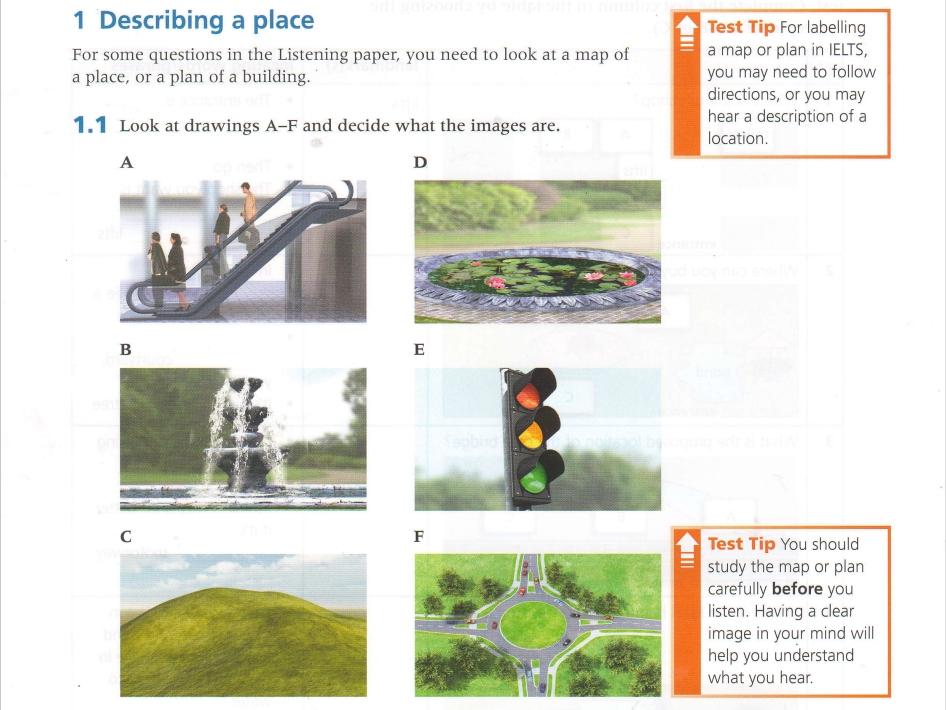 1 Describing a place
For some questions in the Listening paper, you need to look at a map of
a place, or a plan of a building.
1.1 Look at drawings A–F and decide what the images are.
A
D
B
E
C
F
Test Tip For labelling
a map or plan in IELTS,
you may need to follow
directions, or you may
hear a description of a
location.
Test Tip You should
study the map or plan
carefully before you
listen. Having a clear
image in your mind will
help you understand
what you hear.